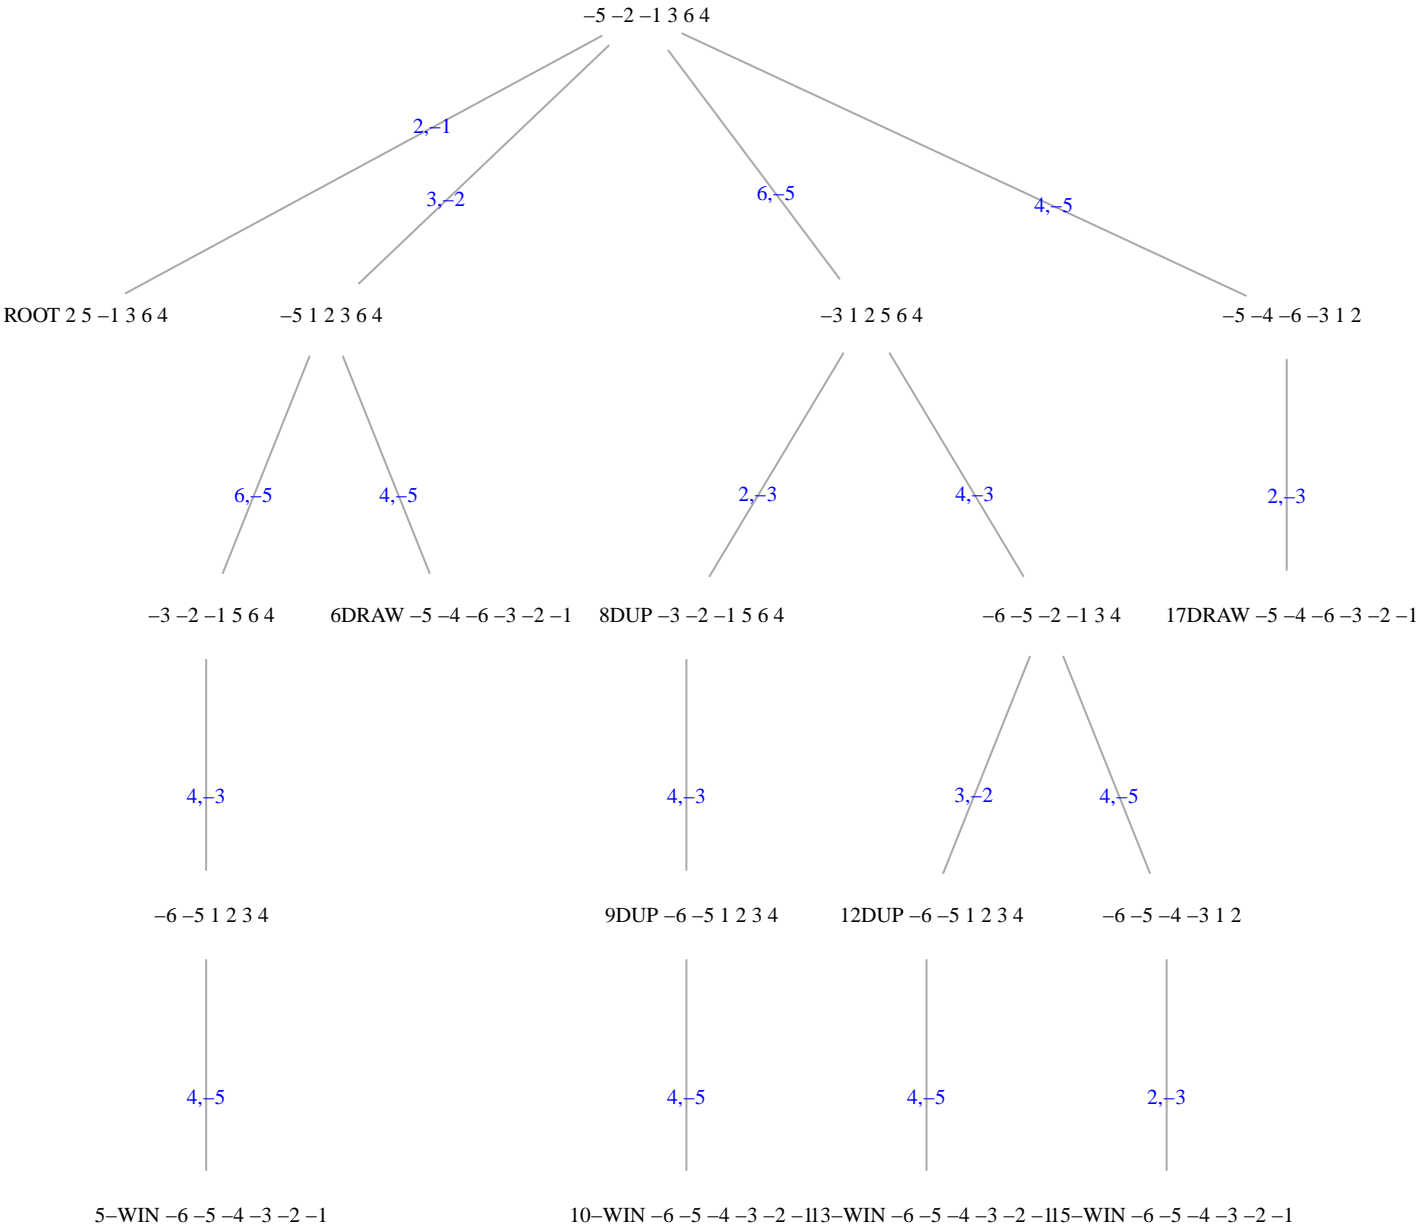 –5 –2 –1 3 6 4
2,–1
3,–2
6,–5
4,–5
ROOT 2 5 –1 3 6 4
–5 1 2 3 6 4
–3 1 2 5 6 4
–5 –4 –6 –3 1 2
6,–5
4,–5
2,–3
4,–3
2,–3
–3 –2 –1 5 6 4
6DRAW –5 –4 –6 –3 –2 –1
8DUP –3 –2 –1 5 6 4
–6 –5 –2 –1 3 4
17DRAW –5 –4 –6 –3 –2 –1
4,–3
4,–3
3,–2
4,–5
–6 –5 1 2 3 4
9DUP –6 –5 1 2 3 4
12DUP –6 –5 1 2 3 4
–6 –5 –4 –3 1 2
4,–5
4,–5
4,–5
2,–3
5–WIN –6 –5 –4 –3 –2 –1
10–WIN –6 –5 –4 –3 –2 –1
13–WIN –6 –5 –4 –3 –2 –1
15–WIN –6 –5 –4 –3 –2 –1